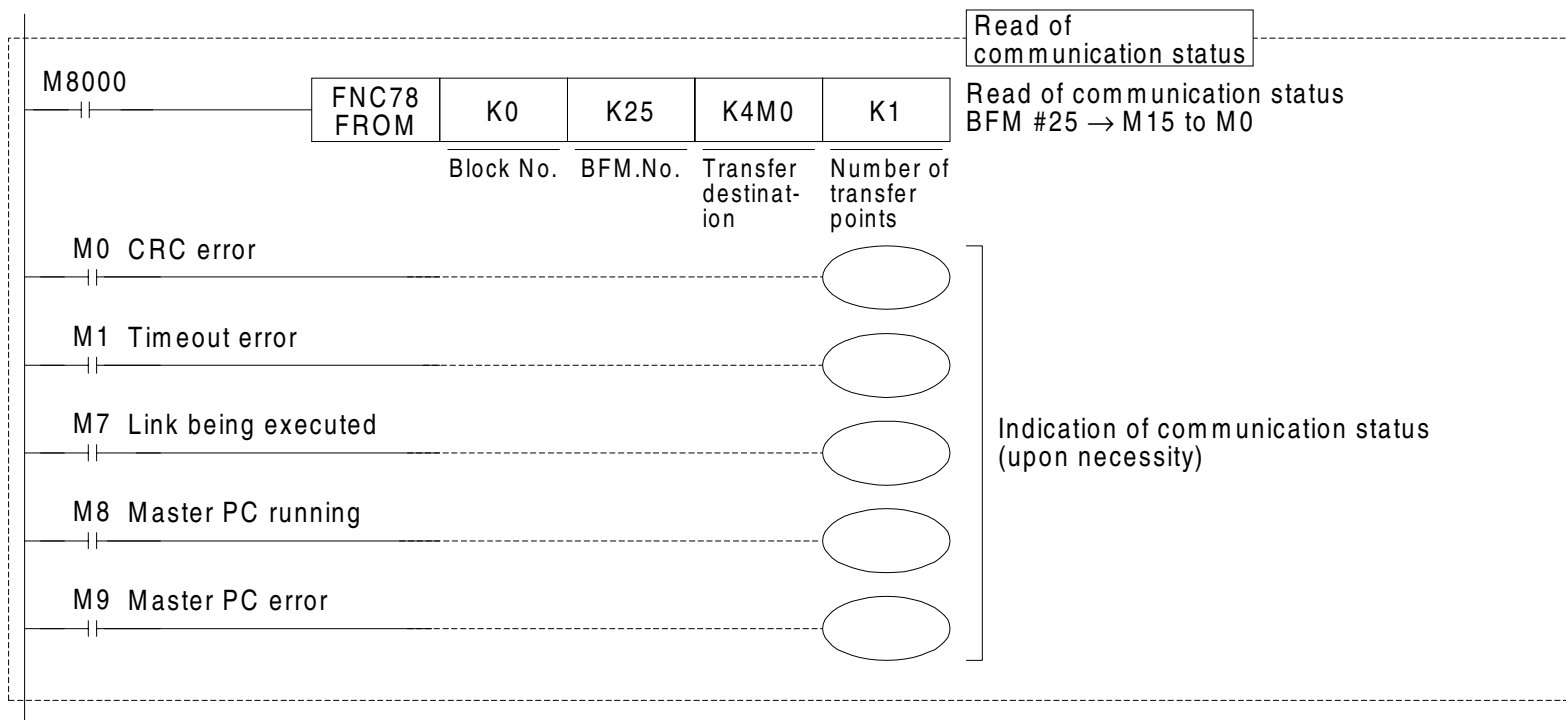 Read of
communication status
M8000
FNC78
FROM
K0
K25
K4M0
K1
Read of communication status
BFM #25 → M15 to M0
Block No.
BFM.No.
Transfer
destinat-
ion
Number of
transfer
points
M0 CRC error
M1 Timeout error
M7 Link being executed
M8 Master PC running
M9 Master PC error
Indication of communication status
(upon necessity)